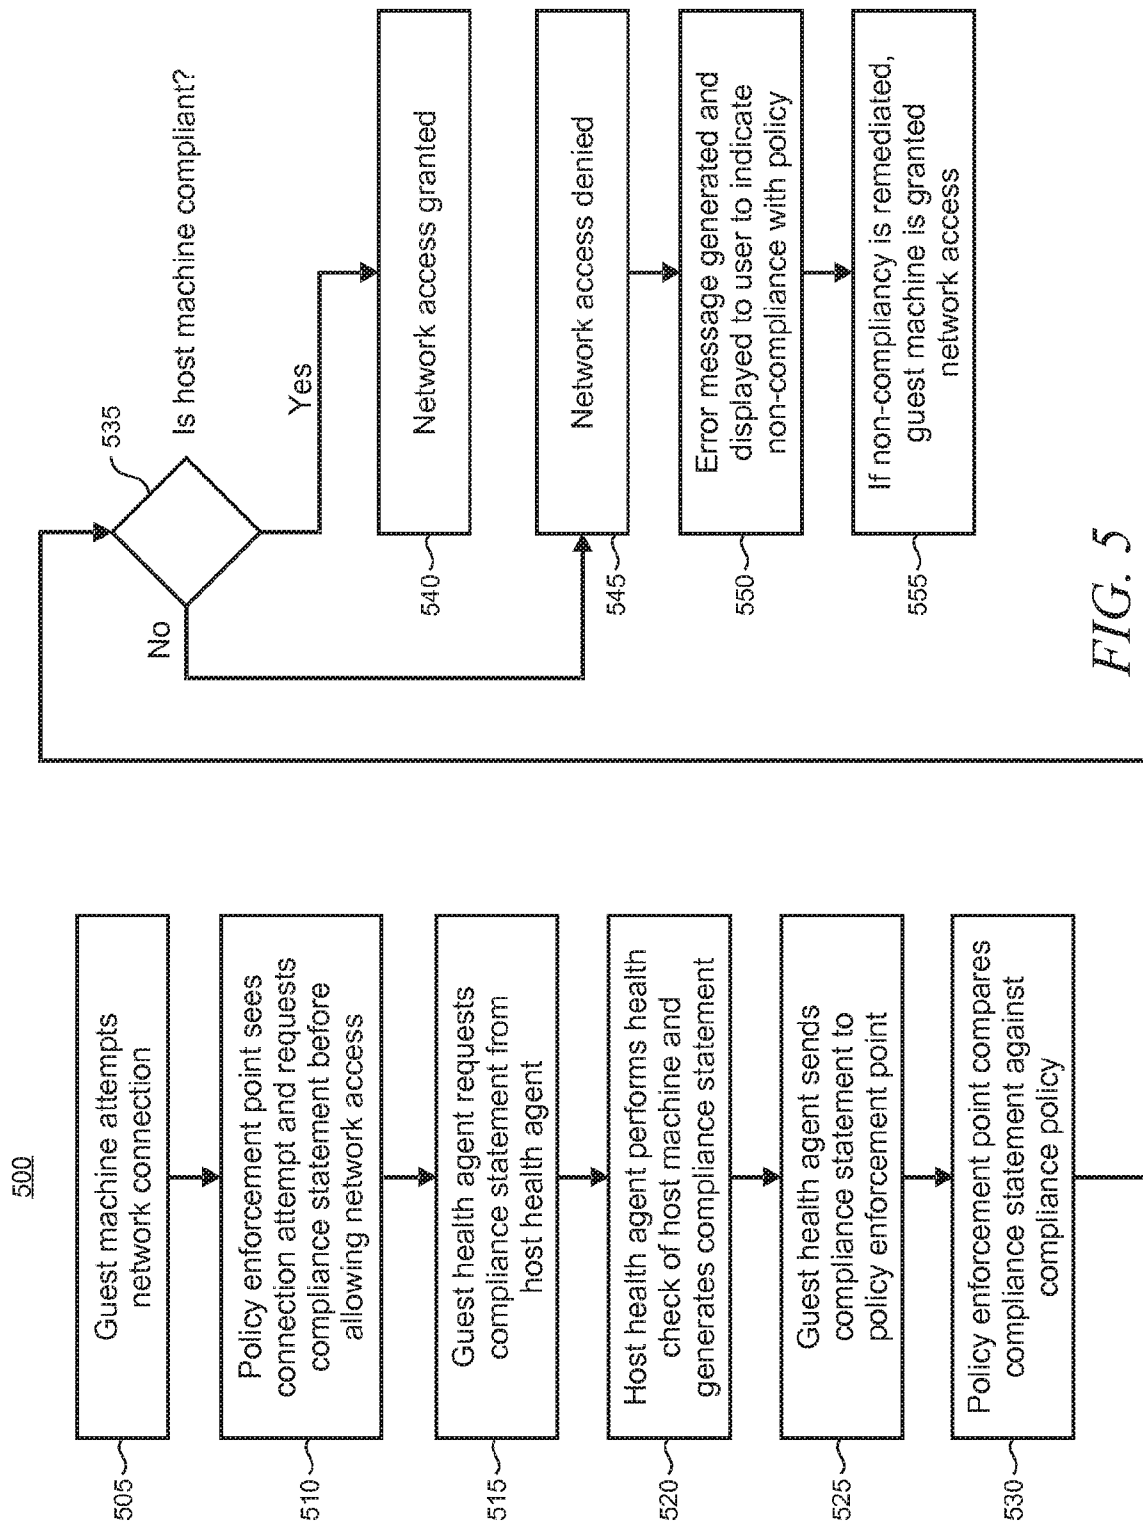 500
505
Guest machine attempts
network connection
510
Policy enforcement point sees
connection attempt and requests
compliance statement before
allowing network access
515
Guest health agent requests
compliance statement from
host health agent
520
Host health agent performs health
check of host machine and
generates compliance statement
525
Guest health agent sends
compliance statement to
policy enforcement point
530
Policy enforcement point compares
compliance statement against
compliance policy
535
Is host machine compliant?
No
Yes
540
Network access granted
545
Network access denied
550
Error message generated and
displayed to user to indicate
non-compliance with policy
555
If non-compliancy is remediated,
guest machine is granted
network access
FIG. 5